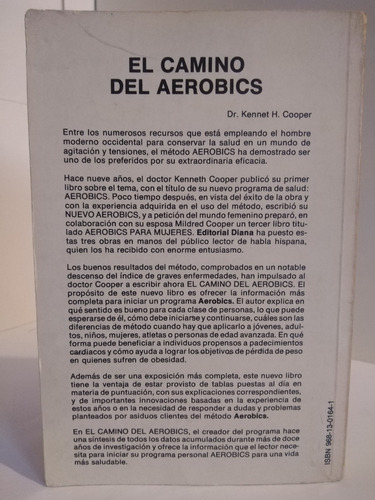 EL CAMINO
DEL AEROBICS
Dr. Kennet H. Cooper
Entre los numerosos recursos que está empleando el hombre
moderno occidental para conservar la salud en un mundo de
agitación y tensiones, el método AEROBICS ha demostrado ser
uno de los preferidos por su extraordinaria eficacia.
Hace nueve años, el doctor Kenneth Cooper publicó su primer
libro sobre el tema, con el título de su nuevo programa de salud:
AEROBICS. Poco tiempo después, en vista del éxito de la obra y
con la experiencia adquirida en el uso del método, escribió su
NUEVO AEROBICS, y a petición del mundo femenino preparó, en
colaboración con su esposa Mildred Cooper un tercer libro titu-
lado AEROBICS PARA MUJERES. Editorial Diana ha puesto es-
tas tres obras en manos del público lector de habla hispana,
quien los ha recibido con enorme entusiasmo.
Los buenos resultados del método, comprobados en un notable
descenso del índice de graves enfermedades, han impulsado al
doctor Cooper a escribir ahora EL CAMINO DEL AEROBICS. El
propósito de este nuevo libro es ofrecer la información más
completa para iniciar un programa Aerobics. El autor explica en
qué sentido es bueno para cada clase de personas, lo que puede
esperarse de él, cómo debe iniciarse y continuarse, cuáles son las
diferencias de método cuando hay que aplicarlo a jóvenes, adul-
tos, niños, mujeres, atletas o personas de edad avanzada. En qué
forma puede beneficiar a individuos propensos a padecimientos
cardiacos y cómo ayuda a lograr los objetivos de pérdida de peso
en quienes sufren de obesidad.
Además de ser una exposición más completa, este nuevo libro
tiene la ventaja de estar provisto de tablas puestas al día en
materia de puntuación, con sus explicaciones correspondientes, y
de importantes innovaciones basadas en la experiencia de
estos años o en la necesidad de responder a dudas y problemas
planteados por asiduos clientes del método Aerobics.
En EL CAMINO DEL AEROBICS, el creador del programa hace
una síntesis de todos los datos acumulados durante más de doce
años de investigación y ofrece la información que el lector nece-
sita para iniciar su programa personal AEROBICS para una vida
más saludable.
ISBN 968-13-0164-1